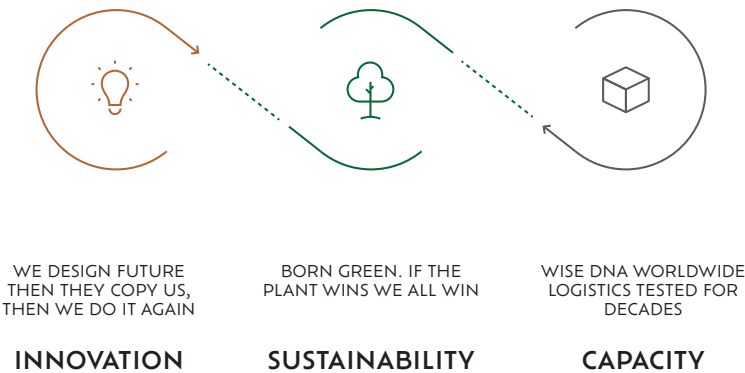 WE DESIGN FUTURE
THEN THEY COPY US,
THEN WE DO IT AGAIN
INNOVATION
BORN GREEN. IF THE
PLANT WINS WE ALL WIN
SUSTAINABILITY
WISE DNA WORLDWIDE
LOGISTICS TESTED FOR
DECADES
CAPACITY